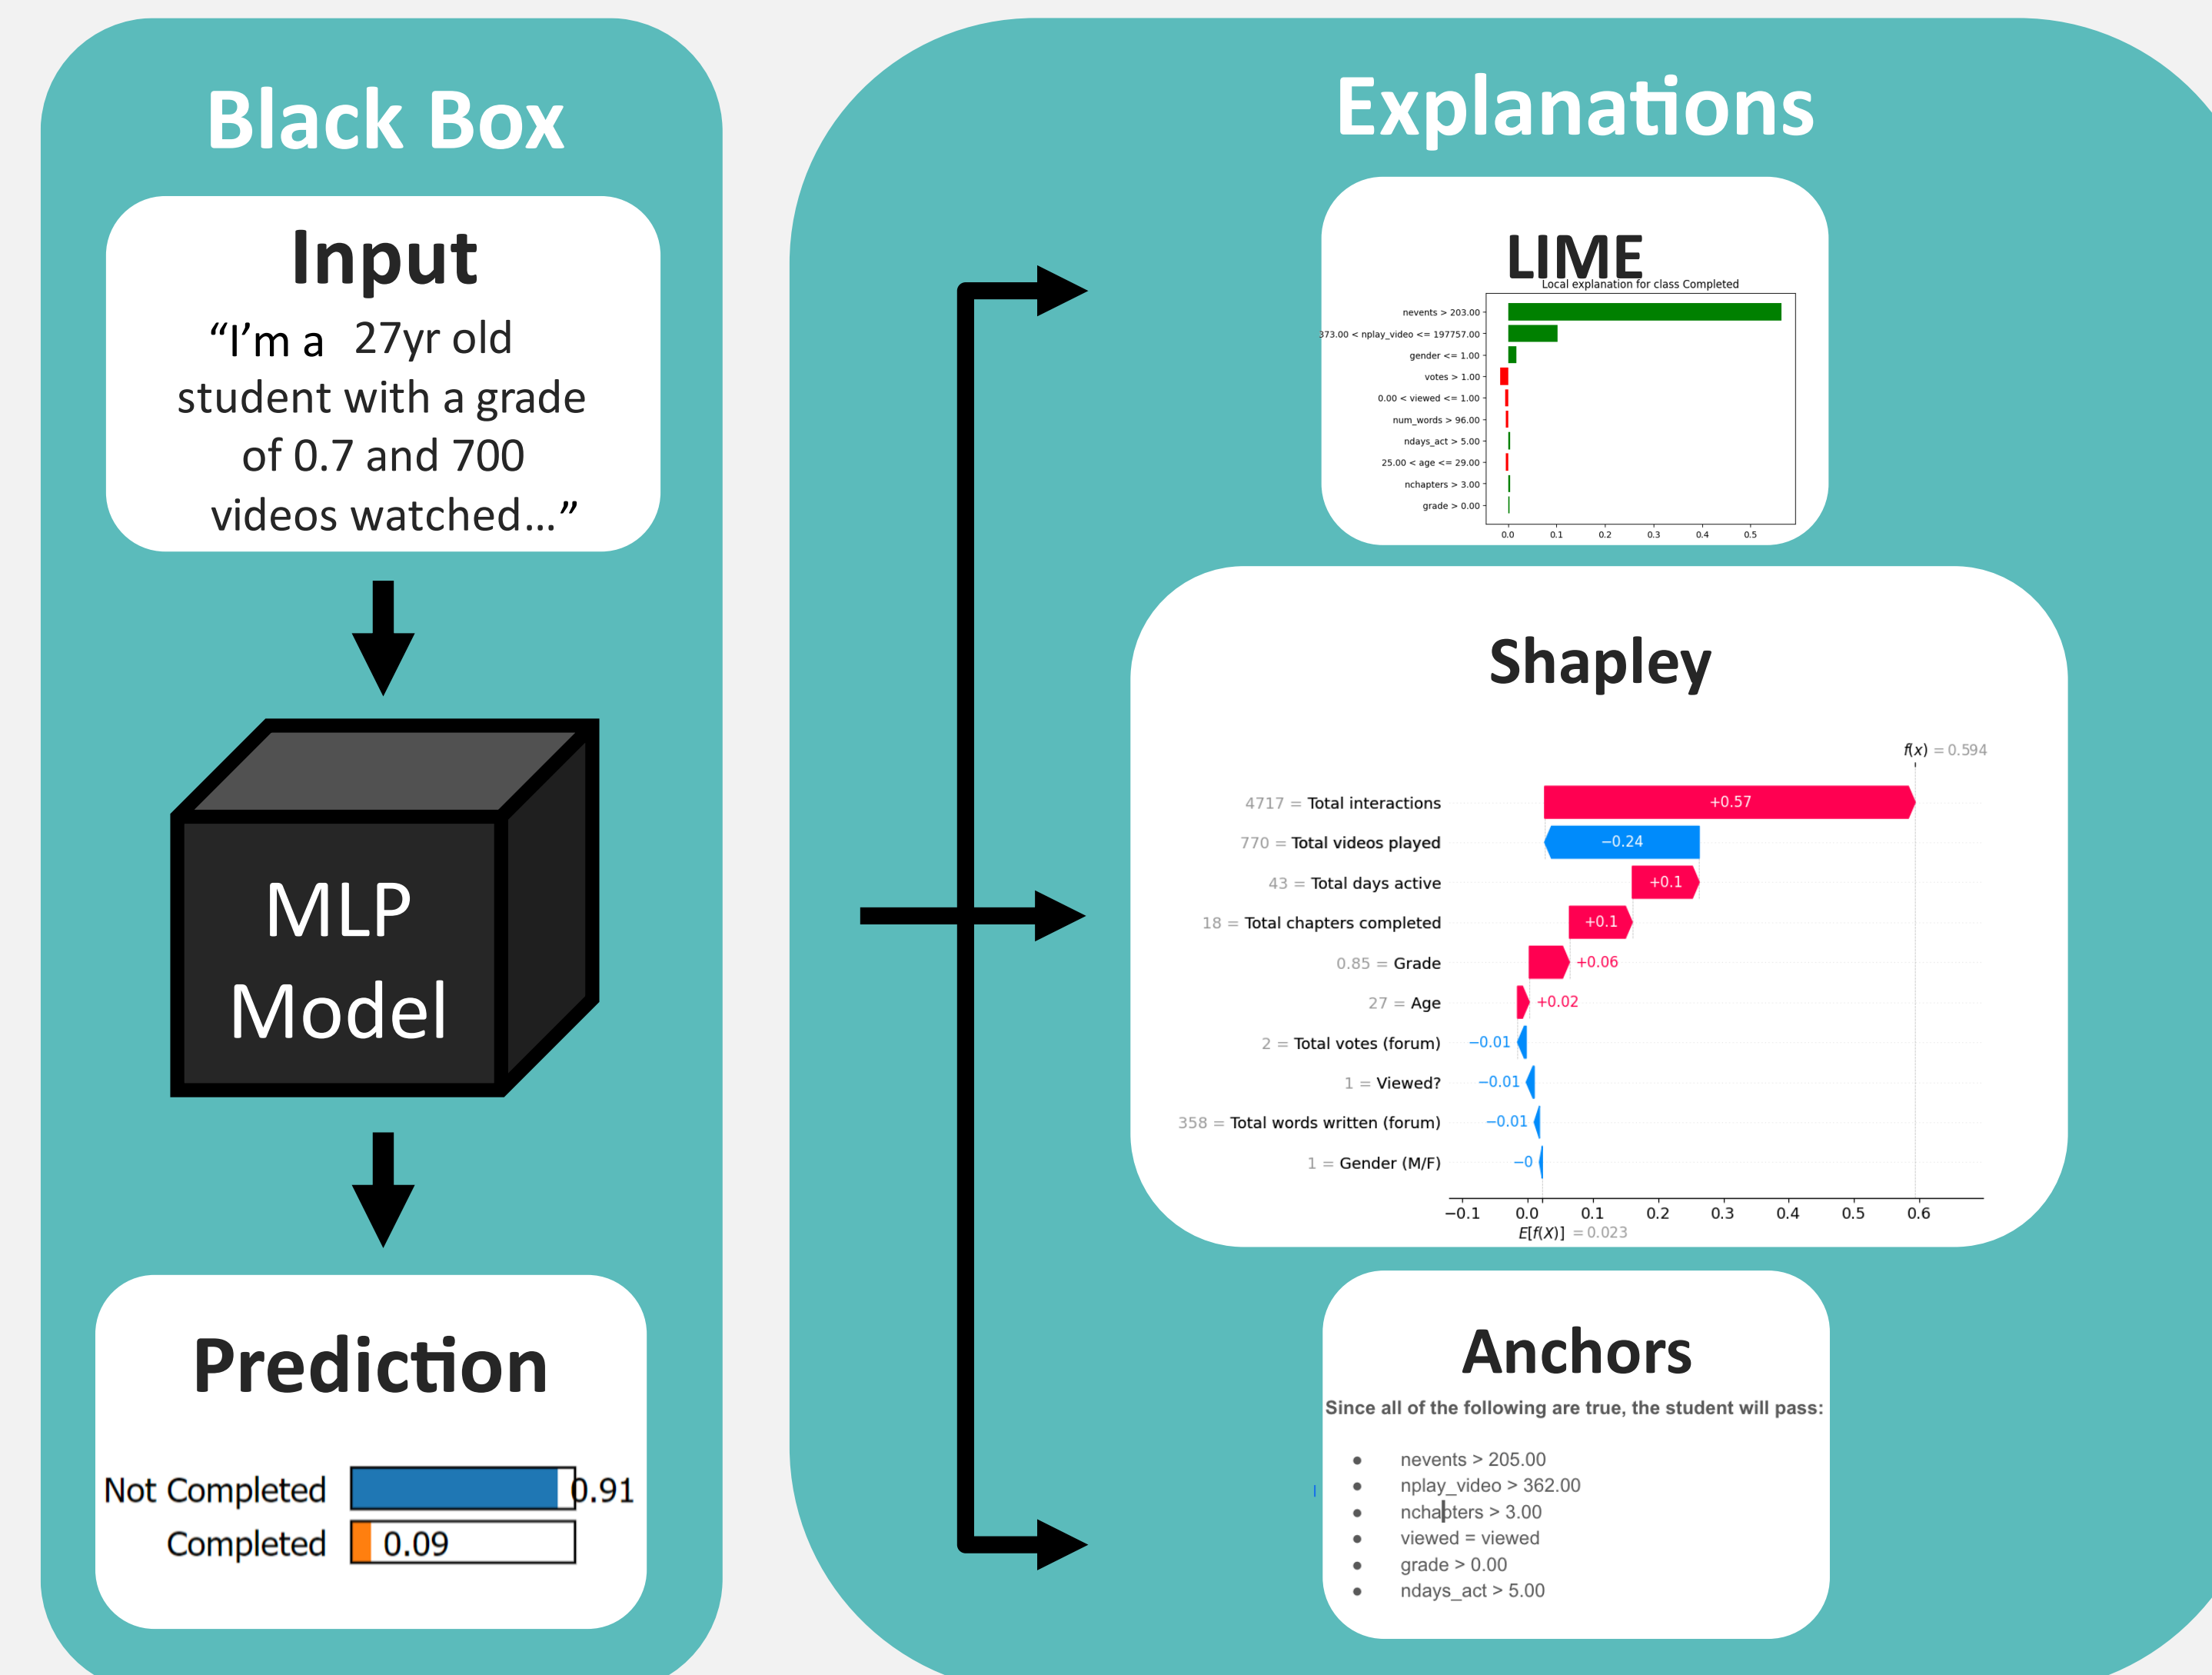 Black Box
Input
“I’m a 27yr old
student with a grade
of 0.7 and 700
videos watched...”
MLP
Model
Prediction
Not Completed 0.91
Completed 0.09
Explanations
LIME
Local explanation for class Completed
nevents > 203.00
373.00 < nplay_video <= 197757.00
gender <= 1.00
votes > 1.00
0.00 < viewed <= 1.00
num_words > 96.00
ndays_act > 5.00
25.00 < age <= 29.00
nchapters > 3.00
grade > 0.00
0.0 0.1 0.2 0.3 0.4 0.5
Shapley
f(x) = 0.594
4717 = Total interactions +0.57
770 = Total videos played −0.24
43 = Total days active +0.1
18 = Total chapters completed +0.1
0.85 = Grade +0.06
27 = Age +0.02
2 = Total votes (forum) −0.01
1 = Viewed? −0.01
358 = Total words written (forum) −0.01
1 = Gender (M/F) −0
−0.1 0.0 0.1 0.2 0.3 0.4 0.5 0.6
E[f(X)] = 0.023
Anchors
Since all of the following are true, the student will pass:
● nevents > 205.00
● nplay_video > 362.00
● nchapters > 3.00
● viewed = viewed
● grade > 0.00
● ndays_act > 5.00